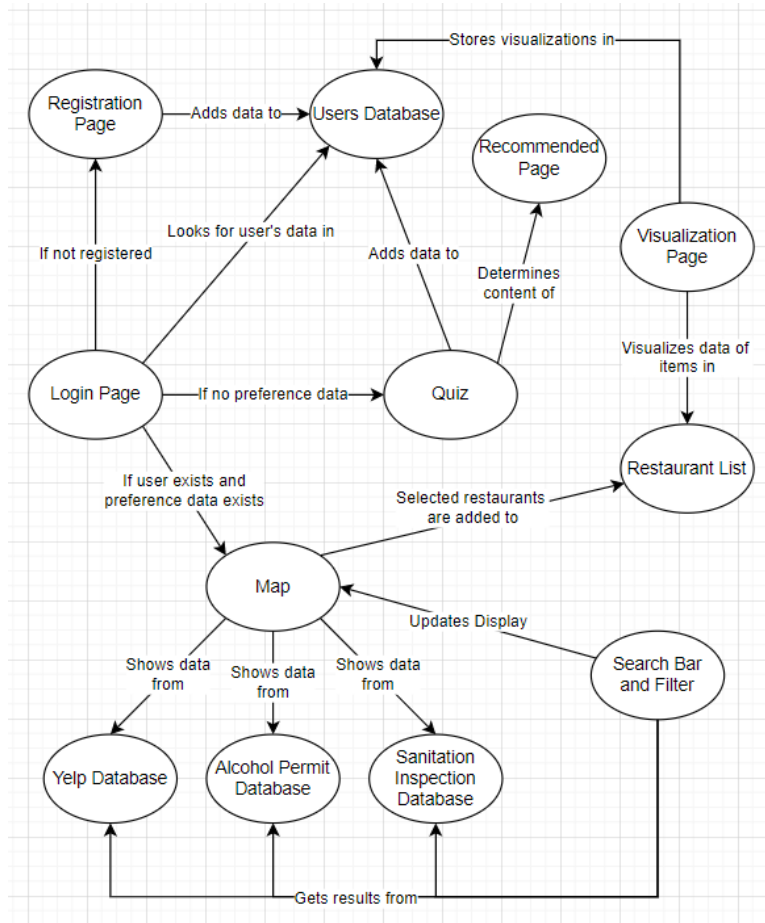 Stores visualizations in
Registration
Page
Adds data to
Users Database
Recommended
Page
Looks for user's data in
Visualization
Page
If not registered
Adds data to
Determines
content of
Visualizes data of
items in
Login Page
If no preference data
Quiz
Restaurant List
If user exists and
preference data exists
Selected restaurants
are added to
Map
Updates Display
Shows data
from
Shows data
from
Shows data
from
Search Bar
and Filter
Yelp Database
Alcohol Permit
Database
Sanitation
Inspection
Database
Gets results from